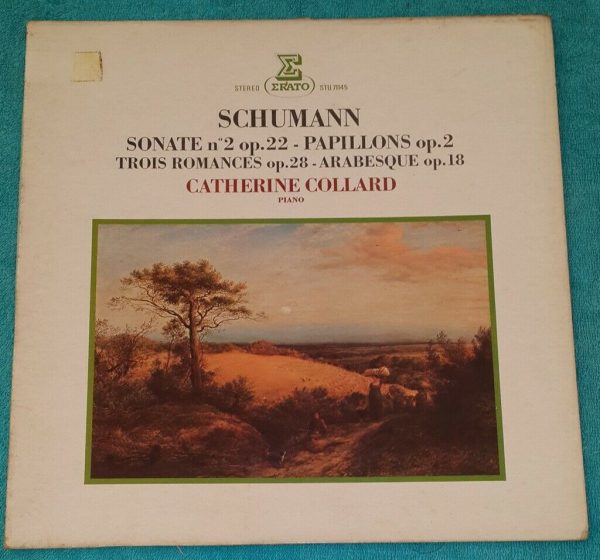 STEREO ERATO STU 71145
SCHUMANN
SONATE n°2 op.22 - PAPILLONS op.2
TROIS ROMANCES op.28 - ARABESQUE op.18
CATHERINE COLLARD
PIANO